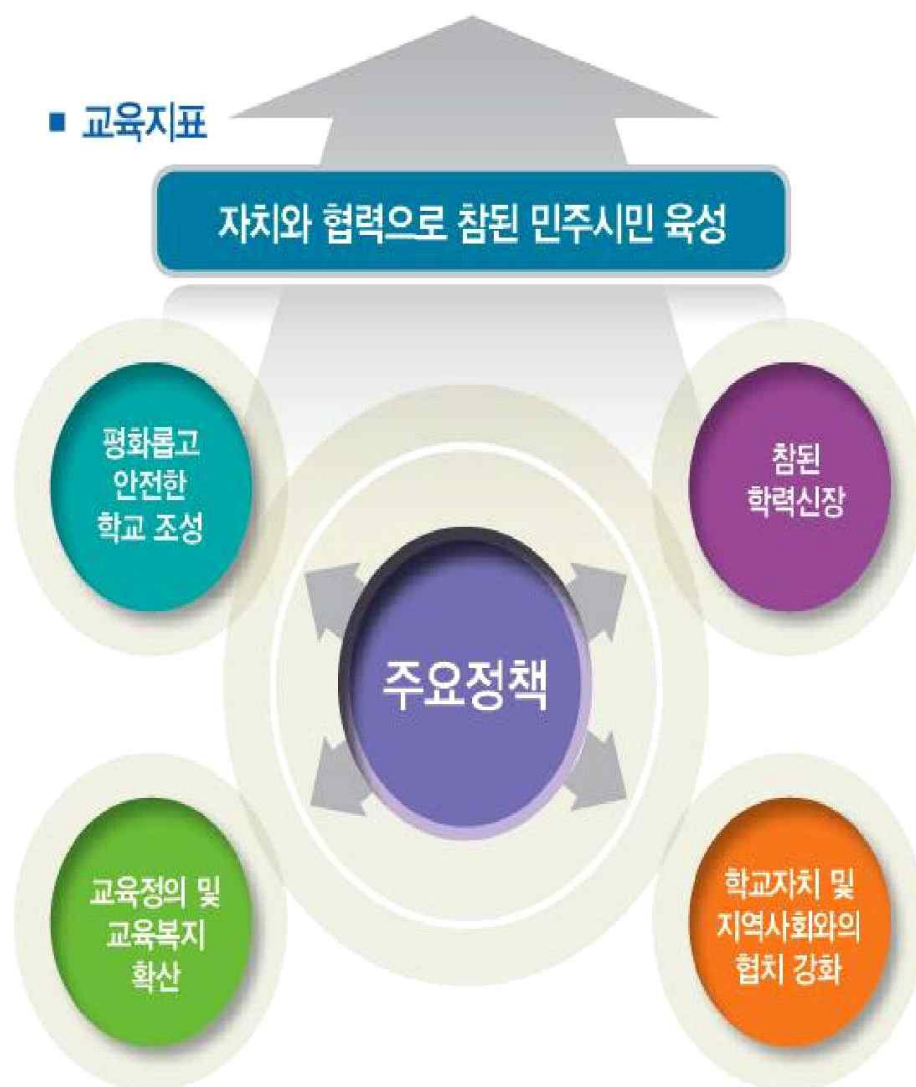 ■ 교육지표
자치와 협력으로 참된 민주시민 육성
평화롭고
안전한
학교 조성
참된
학력신장
주요정책
교육정의 및
교육복지
확산
학교자치 및
지역사회와의
협치 강화